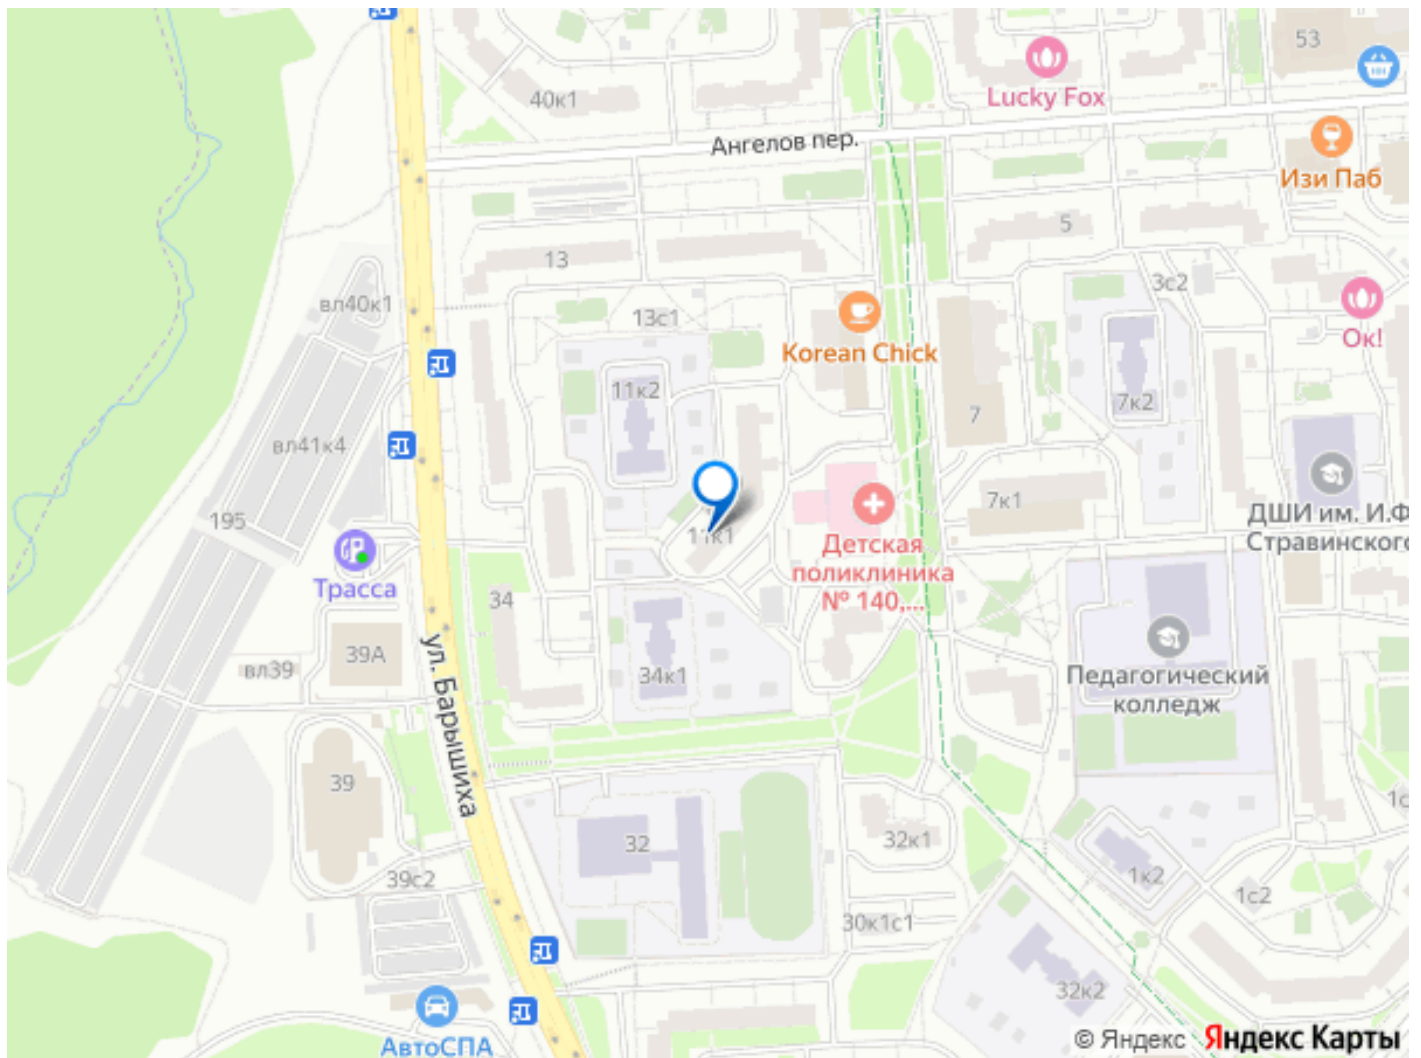 53
40к1
Lucky Fox
Ангелов пер.
Изи Паб
5
13
3с2
вл40к1
13с1
Ок!
Korean Chick
11к2
7к2
7
вл41к4
7к1
195
11к1
ДШИ им. И.Ф
Стравинского
Детская
поликлиника
№ 140,...
Трасса
34
39А
ул. Барышиха
вл39
34к1
Педагогический
колледж
39
32
32к1
1с
39с2
1к2
1с2
30к1с1
32к2
АвтоСПА
© Яндекс Яндекс Карты